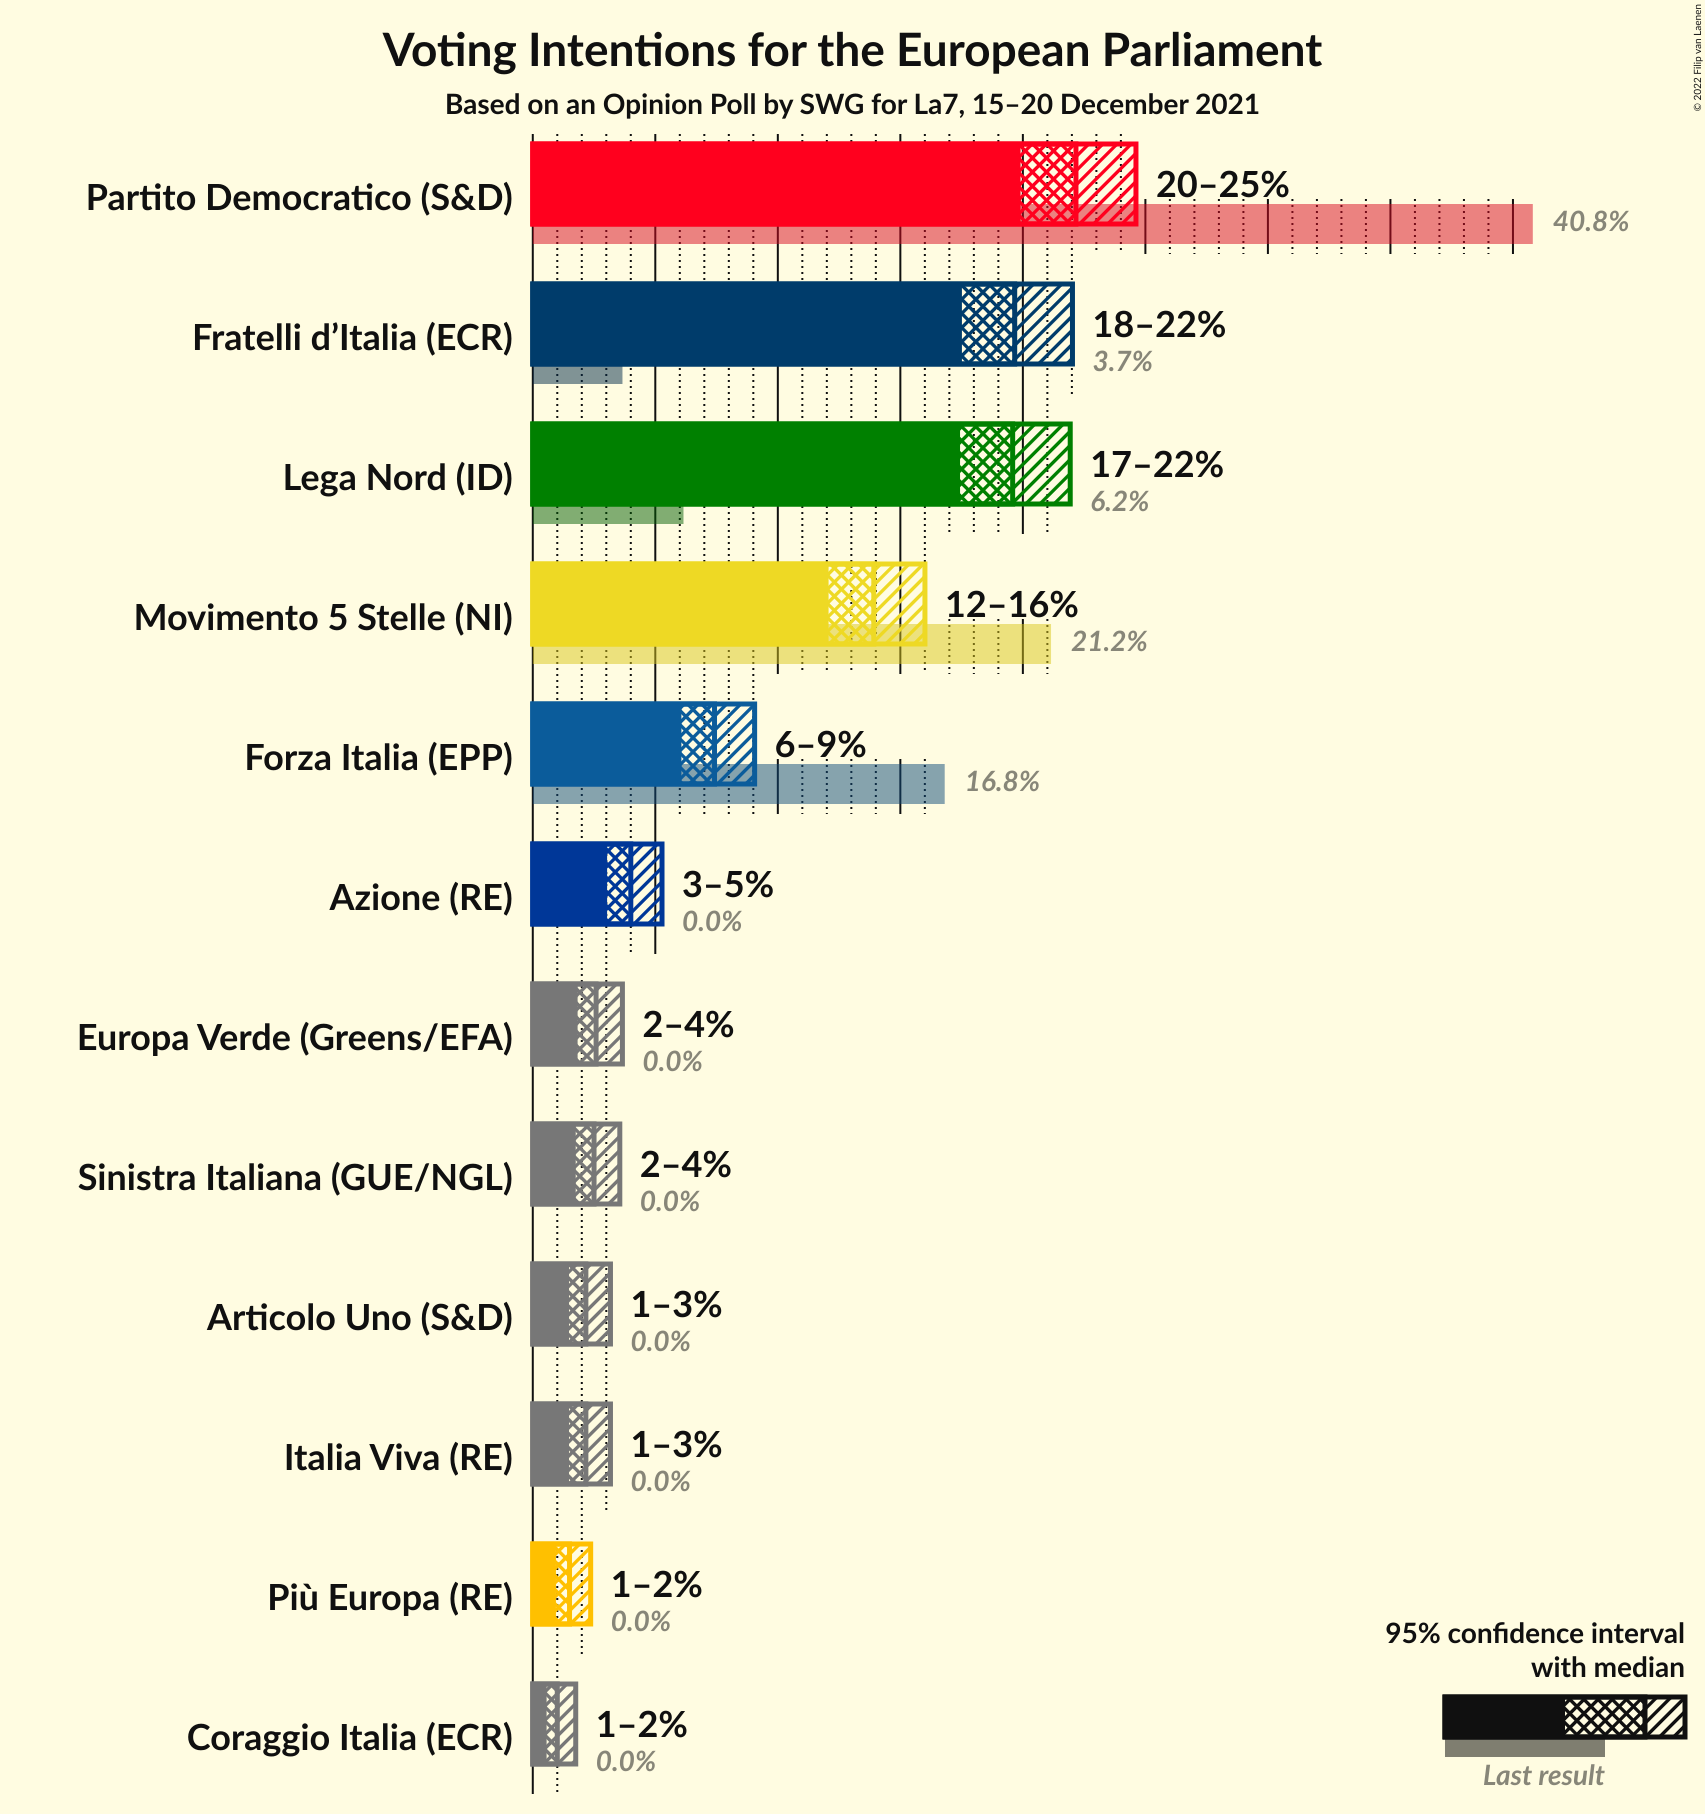 Voting Intentions for the European Parliament
Based on an Opinion Poll by SWG for La7, 15–20 December 2021
© 2022 Filip van Laenen
Partito Democratico (S&D)
20–25%
40.8%
Fratelli d’Italia (ECR)
18–22%
3.7%
Lega Nord (ID)
17–22%
6.2%
Movimento 5 Stelle (NI)
12–16%
21.2%
Forza Italia (EPP)
6–9%
16.8%
Azione (RE)
3–5%
0.0%
Europa Verde (Greens/EFA)
2–4%
0.0%
Sinistra Italiana (GUE/NGL)
2–4%
0.0%
Articolo Uno (S&D)
1–3%
0.0%
Italia Viva (RE)
1–3%
0.0%
Più Europa (RE)
1–2%
0.0%
Coraggio Italia (ECR)
1–2%
0.0%
95% confidence interval
with median
Last result